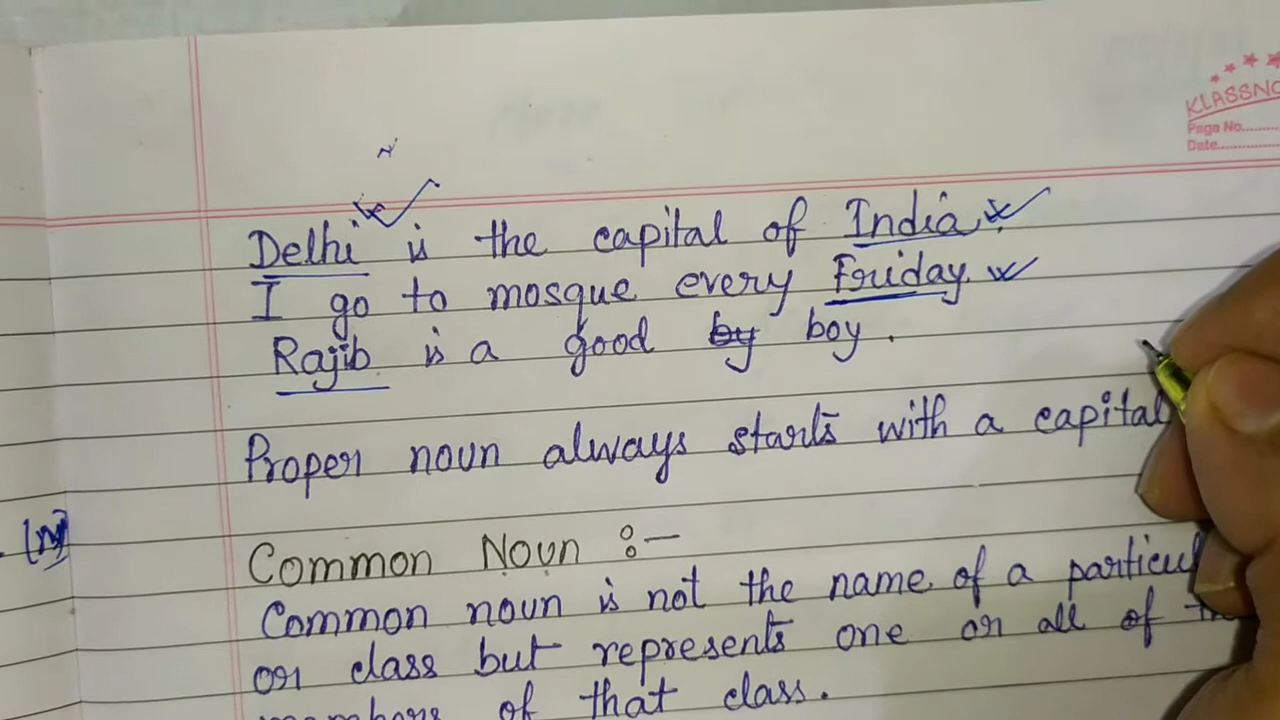 KLASSNO
Page No.........
Date...............
Delhi is the capital of India.
I go to mosque every Friday.
Rajib is a good by boy.
Proper noun always starts with a capital
Common Noun :-
Common noun is not the name of a
or class but represents one or all of
members of that class.